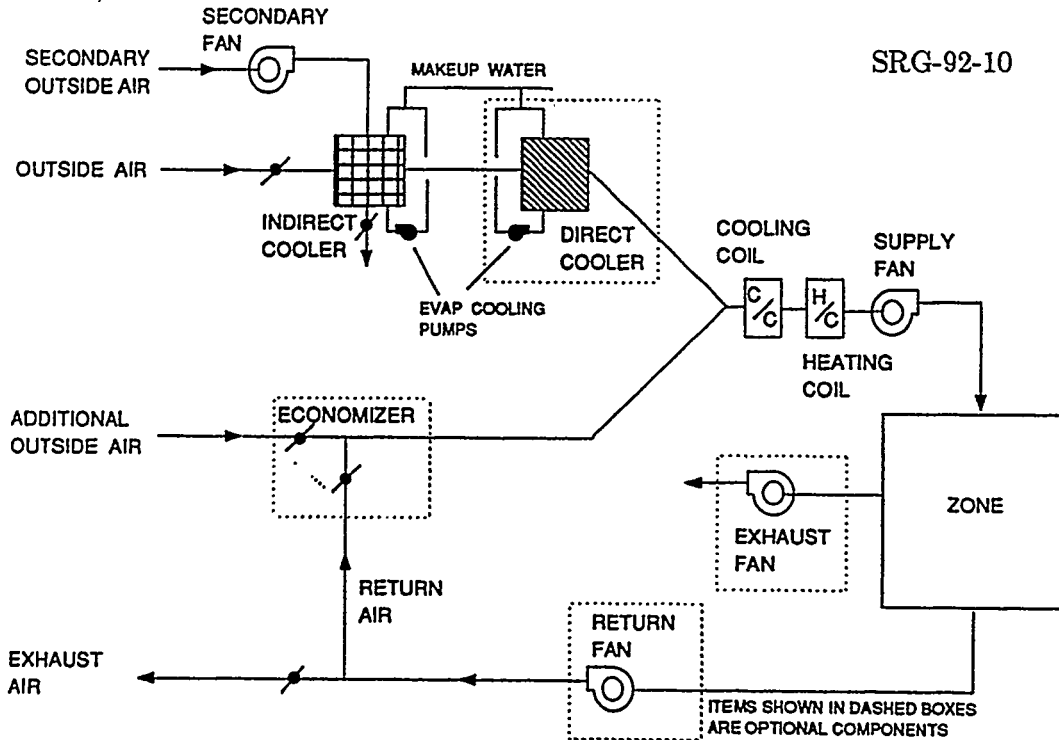 SECONDARY
FAN
SECONDARY
OUTSIDE AIR
MAKEUP WATER
SRG-92-10
OUTSIDE AIR
INDIRECT
COOLER
DIRECT
COOLER
EVAP COOLING
PUMPS
COOLING
COIL
SUPPLY
FAN
C/C
H/C
HEATING
COIL
ADDITIONAL
OUTSIDE AIR
ECONOMIZER
EXHAUST
FAN
ZONE
RETURN
AIR
RETURN
FAN
EXHAUST
AIR
ITEMS SHOWN IN DASHED BOXES
ARE OPTIONAL COMPONENTS